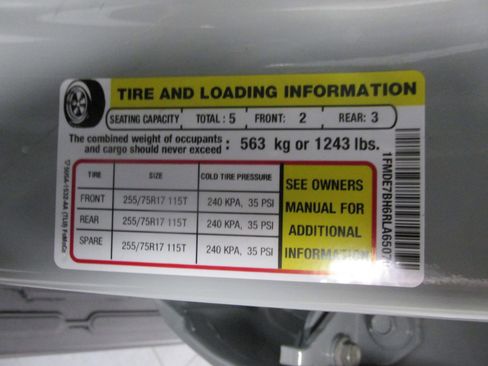 TIRE AND LOADING INFORMATION
SEATING CAPACITY TOTAL : 5 FRONT: 2 REAR: 3
The combined weight of occupants
and cargo should never exceed : 563 kg or 1243 lbs.
TIRE SIZE COLD TIRE PRESSURE
FRONT 255/75R17 115T 240 KPA, 35 PSI
REAR 255/75R17 115T 240 KPA, 35 PSI
SPARE 255/75R17 115T 240 KPA, 35 PSI
SEE OWNERS
MANUAL FOR
ADDITIONAL
INFORMATION